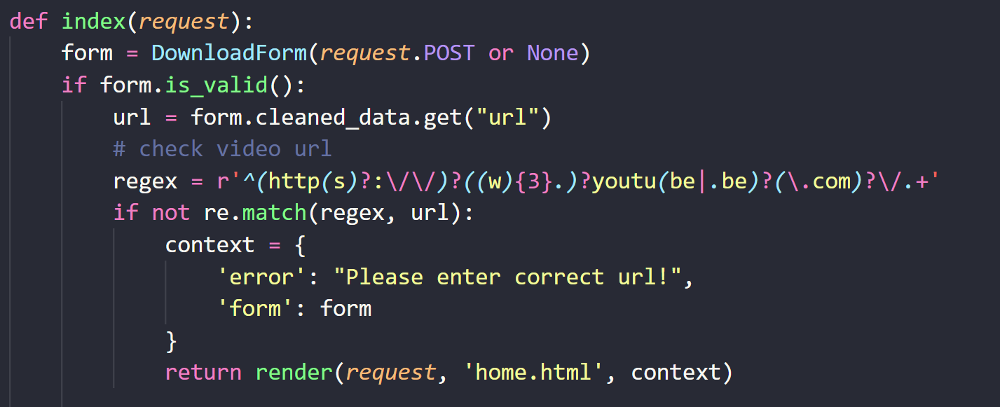 def index(request):
    form = DownloadForm(request.POST or None)
    if form.is_valid():
        url = form.cleaned_data.get("url")
        # check video url
        regex = r'^(http(s)?:\/\/)?((w){3}.)?youtu(be|.be)?(\.com)?\/.+'
        if not re.match(regex, url):
            context = {
                'error': "Please enter correct url!",
                'form': form
            }
            return render(request, 'home.html', context)